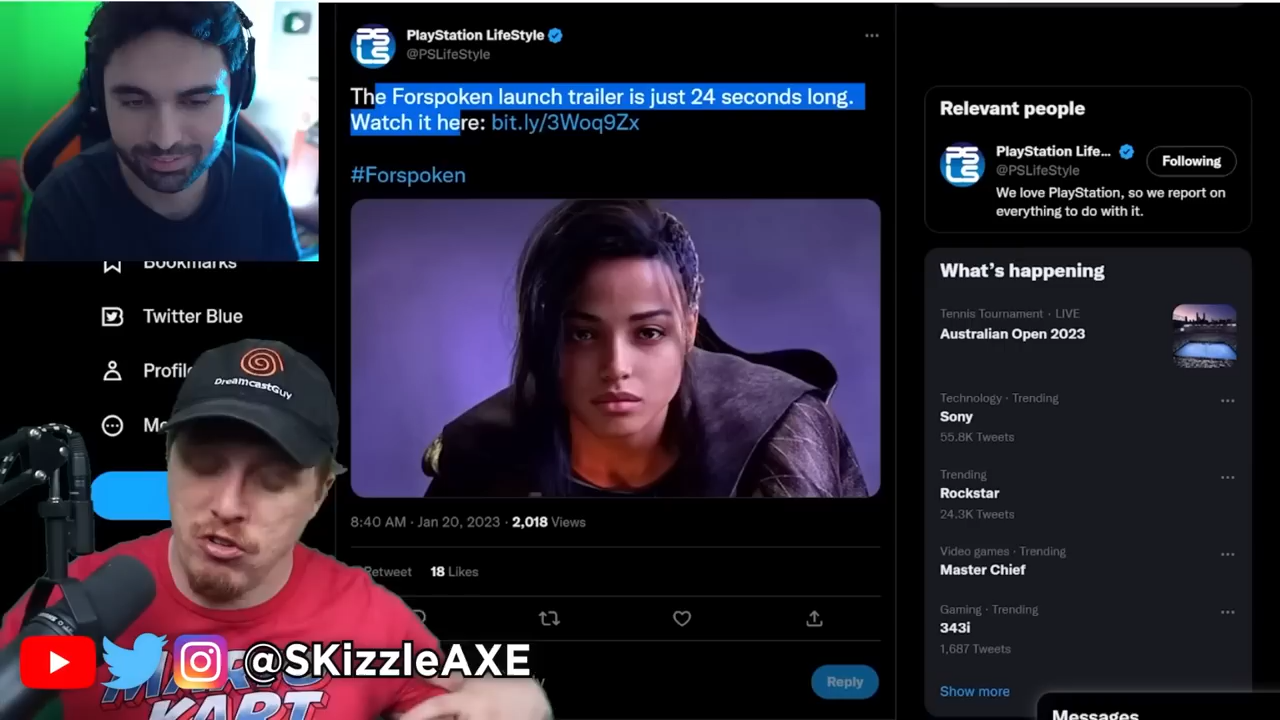 PlayStation LifeStyle
@PSLifeStyle
The Forspoken launch trailer is just 24 seconds long.
Watch it here: bit.ly/3Woq9Zx
#Forspoken
8:40 AM · Jan 20, 2023 · 2,018 Views
Retweet 18 Likes
Reply
Bookmarks
Twitter Blue
DreamcastGuy
MARIO
KART
@SKizzleAXE
Relevant people
PlayStation Life...
@PSLifeStyle
Following
We love PlayStation, so we report on
everything to do with it.
What's happening
Tennis Tournament · LIVE
Australian Open 2023
Technology · Trending
Sony
55.8K Tweets
Trending
Rockstar
24.3K Tweets
Video games · Trending
Master Chief
Gaming · Trending
343i
1,687 Tweets
Show more
Messages